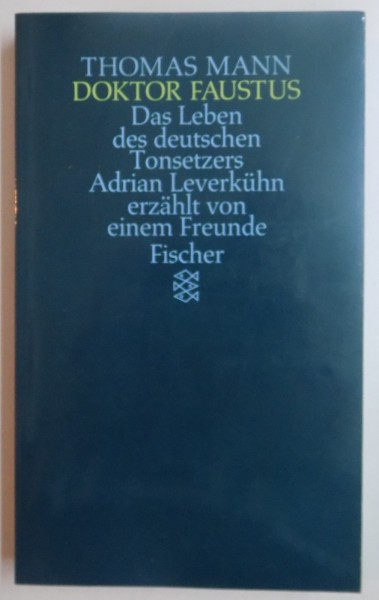 THOMAS MANN
DOKTOR FAUSTUS
Das Leben
des deutschen
Tonsetzers
Adrian Leverkühn
erzählt von
einem Freunde
Fischer